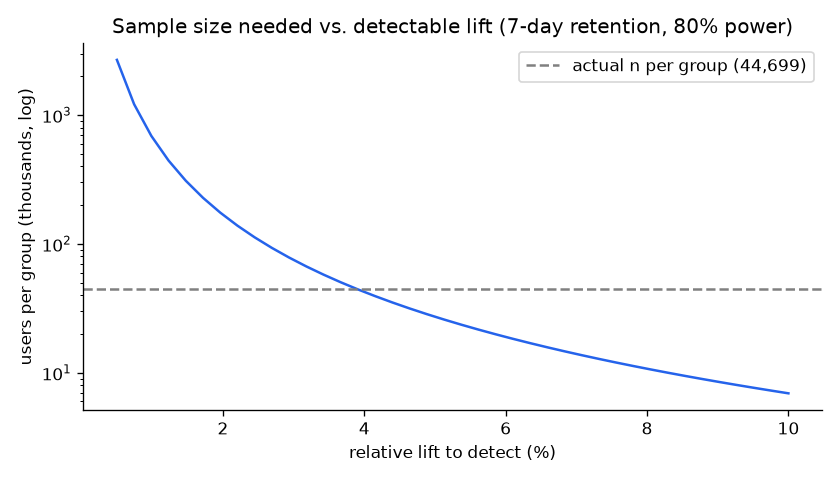 Sample size needed vs. detectable lift (7-day retention, 80% power)
actual n per group (44,699)
users per group (thousands, log)
10³
10²
10¹
2 4 6 8 10
relative lift to detect (%)